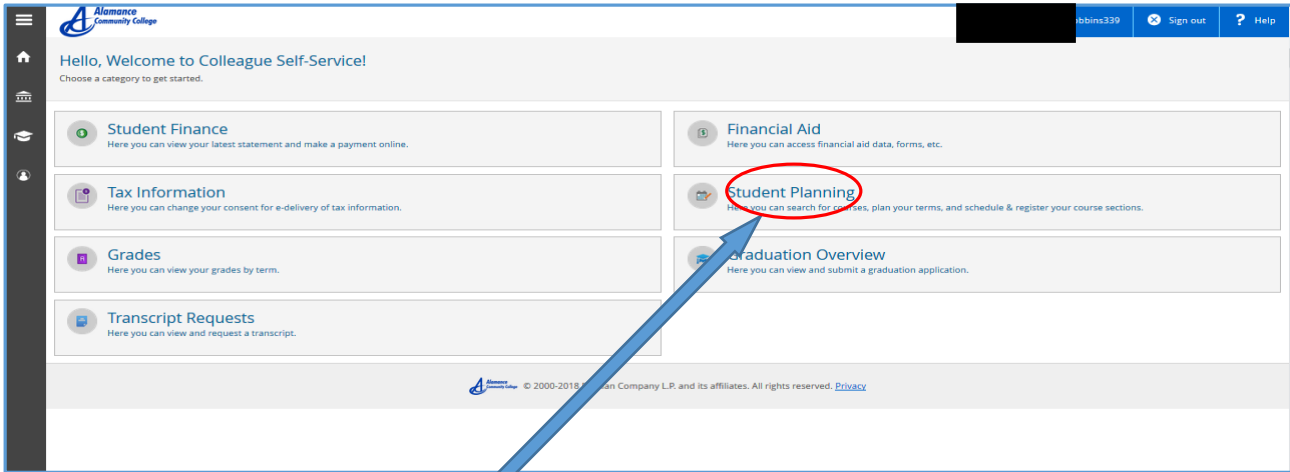 Alamance
Community College
obbins339
Sign out
? Help
Hello, Welcome to Colleague Self-Service!
Choose a category to get started.
Student Finance
Here you can view your latest statement and make a payment online.
Financial Aid
Here you can access financial aid data, forms, etc.
Tax Information
Here you can change your consent for e-delivery of tax information.
Student Planning
Here you can search for courses, plan your terms, and schedule & register your course sections.
Grades
Here you can view your grades by term.
Graduation Overview
Here you can view and submit a graduation application.
Transcript Requests
Here you can view and request a transcript.
Alamance
Community College
© 2000-2018 Company L.P. and its affiliates. All rights reserved. Privacy